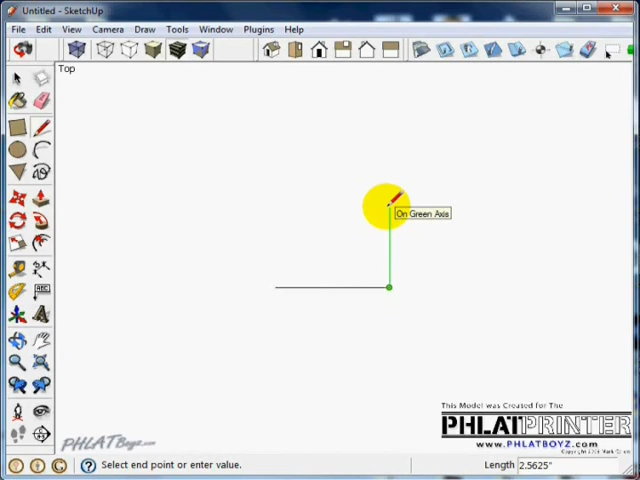 Untitled - SketchUp
File Edit View Camera Draw Tools Window Plugins Help
Top
On Green Axis
ABC
A
This Model was Created For The
PHLATPRINTER
www.PHLATBOYZ.com
PHLATBoyz.com
Select end point or enter value.
Length 2.5625"